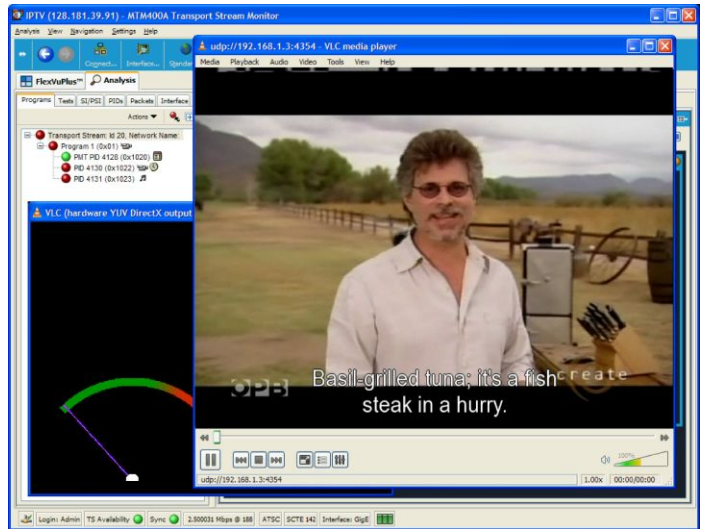 IPTV (128.181.39.91) - MTM400A Transport Stream Monitor
Analysis View Navigation Settings Help
Connect... Interface...
udp://192.168.1.3:4354 - VLC media player
Media Playback Audio Video Tools View Help
FlexVuPlus™ Analysis
Programs Tests SI/PSI PIDs Packets Interface
Actions
Transport Stream: Id 20, Network Name:
Program 1 (0x01)
PMT PID 4128 (0x1020)
PID 4130 (0x1022)
PID 4131 (0x1023)
VLC (hardware YUV DirectX output
OPB create
Basil-grilled tuna; it's a fish
steak in a hurry.
100%
udp://192.168.1.3:4354 1.00x 00:00/00:00
Login: Admin TS Availability Sync 2.500031 Mbps @ 188 ATSC SCTE 142 Interface: GigE